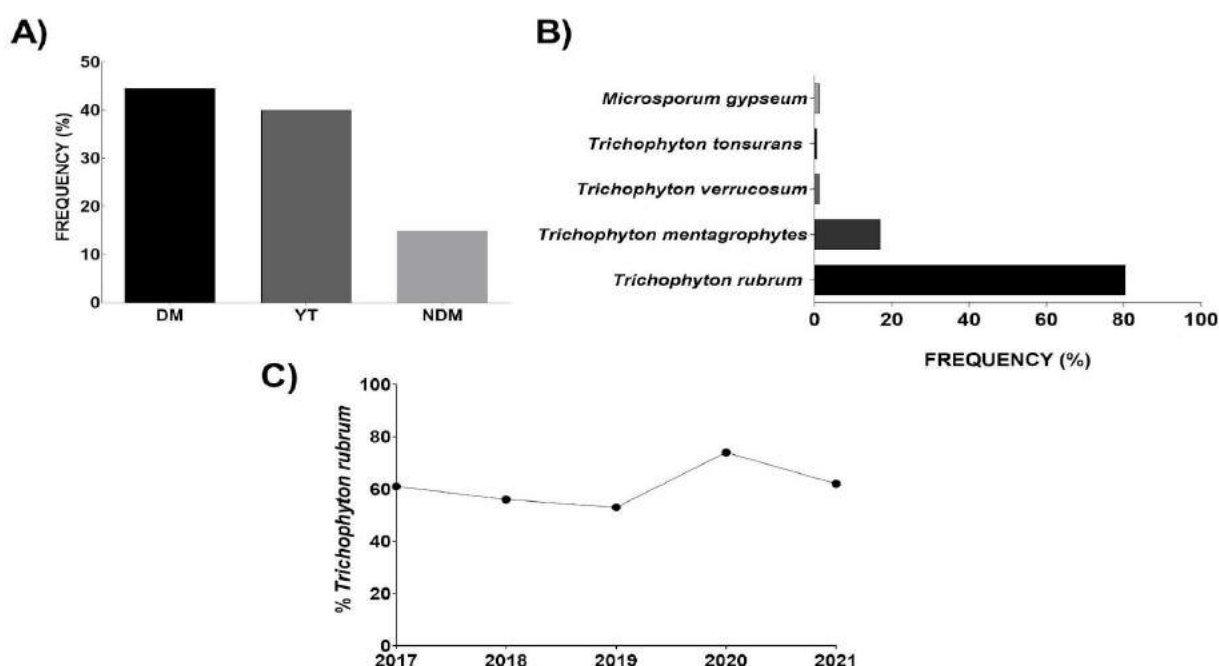 A)
FREQUENCY (%)
50
40
30
20
10
0
DM YT NDM
B)
Microsporum gypseum
Trichophyton tonsurans
Trichophyton verrucosum
Trichophyton mentagrophytes
Trichophyton rubrum
0 20 40 60 80 100
FREQUENCY (%)
C)
% Trichophyton rubrum
100
80
60
40
20
0
2017 2018 2019 2020 2021